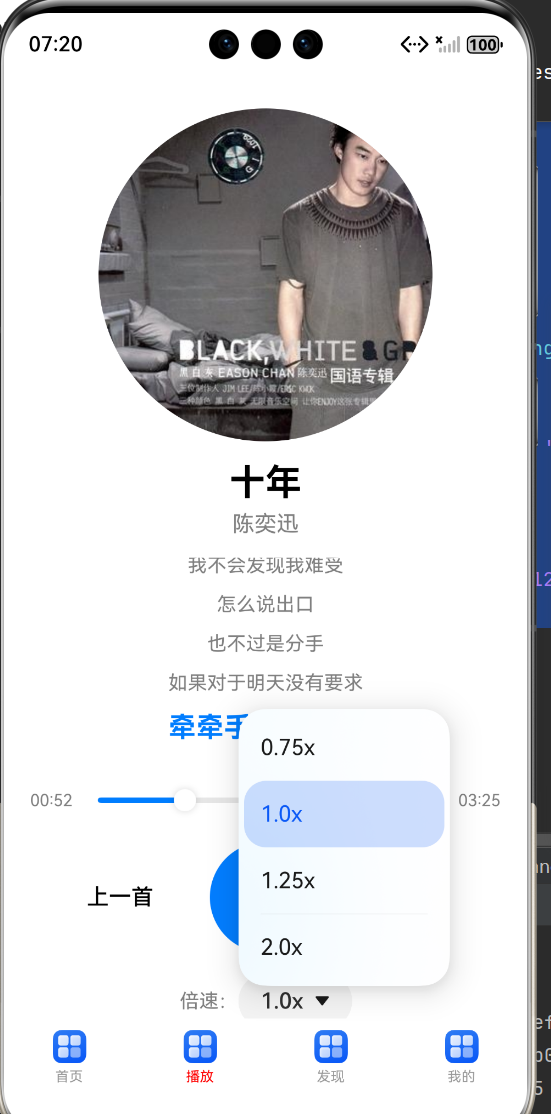 07:20
100
BLACK, WHITE & GR
黑 白 灰 EASON CHAN 陈奕迅 国语专辑
十年
陈奕迅
我不会发现我难受
怎么说出口
也不过是分手
如果对于明天没有要求
牵牵手
0.75x
1.0x
1.25x
2.0x
00:52
03:25
上一首
倍速：
1.0x
首页
播放
发现
我的